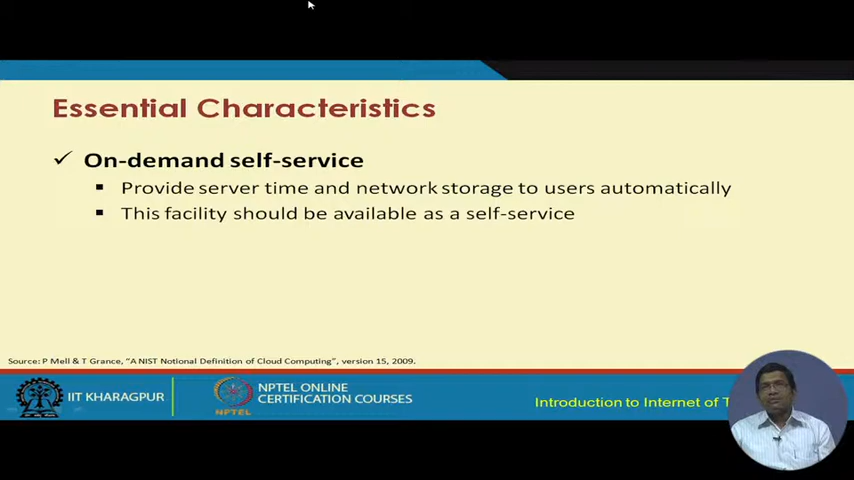 Essential Characteristics
✓ On-demand self-service
▪ Provide server time and network storage to users automatically
▪ This facility should be available as a self-service
Source: P Mell & T Grance, "A NIST Notional Definition of Cloud Computing", version 15, 2009.
IIT KHARAGPUR
NPTEL
NPTEL ONLINE
CERTIFICATION COURSES
Introduction to Internet of T